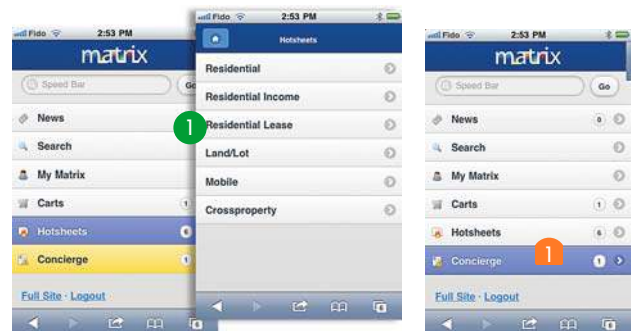 Fido 2:53 PM
matrix
Speed Bar
Go
News
Search
My Matrix
Carts 1
Hotsheets 6
Concierge 1
Full Site · Logout
6
Fido 2:53 PM
Hotsheets
Residential
Residential Income
1
Residential Lease
Land/Lot
Mobile
Crossproperty
6
Fido 2:53 PM
matrix
Speed Bar Go
News 0
Search
My Matrix
Carts 1
Hotsheets 6
Concierge 1 1
Full Site · Logout
6